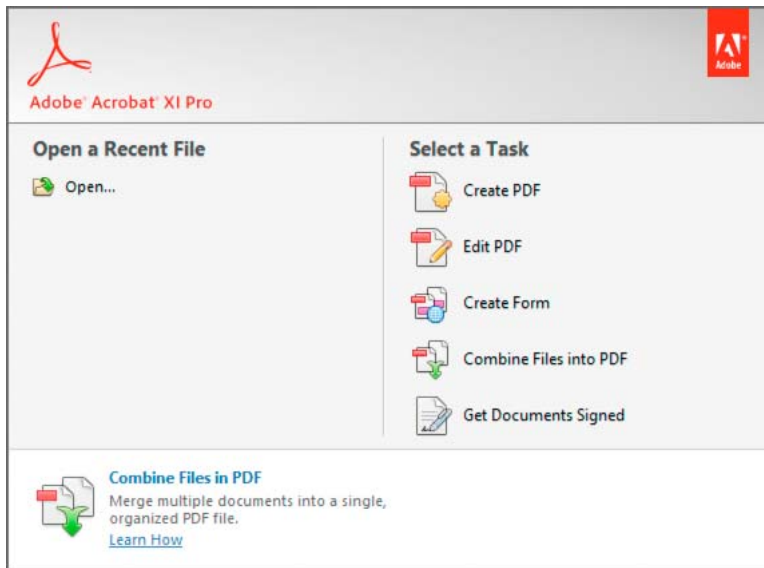 Adobe
Adobe® Acrobat® XI Pro
Open a Recent File
Open...
Select a Task
Create PDF
Edit PDF
Create Form
Combine Files into PDF
Get Documents Signed
Combine Files in PDF
Merge multiple documents into a single,
organized PDF file.
Learn How